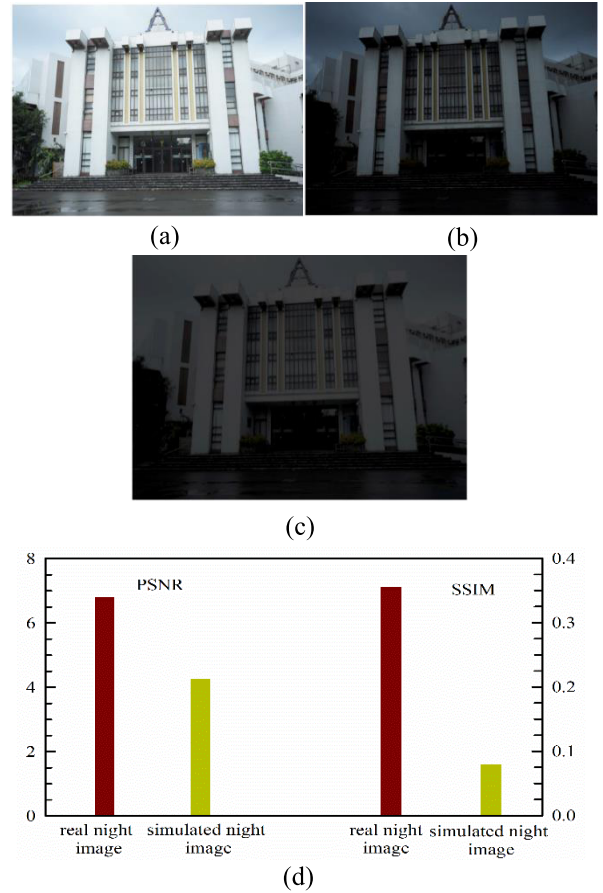 (a)
(b)
(c)
8
6
4
2
0
PSNR
SSIM
0.4
0.3
0.2
0.1
0.0
real night
image
simulated night
image
real night
image
simulated night
image
(d)